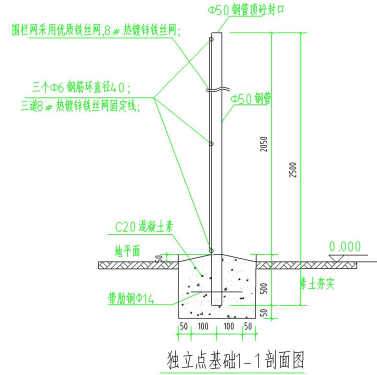 Φ50钢管顶砼封口
围栏网采用优质铁丝网,8#热镀锌铁丝网;
Φ50钢管
三个Φ6钢筋环直径40;
三道8#热镀锌铁丝网固定线;
2050
2500
C20混凝土素
地平面
50
0.000
素土夯实
带肋钢Φ14
500
50
50 100 100 50
独立点基础1-1剖面图